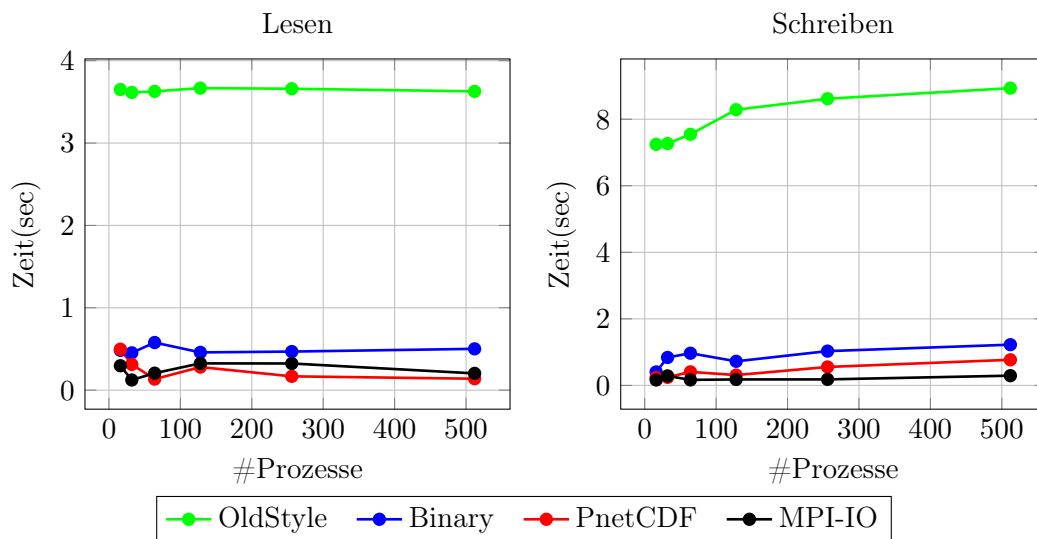 Lesen
Schreiben
4
3
2
1
0
Zeit(sec)
0 100 200 300 400 500
#Prozesse
8
6
4
2
0
Zeit(sec)
0 100 200 300 400 500
#Prozesse
OldStyle Binary PnetCDF MPI-IO